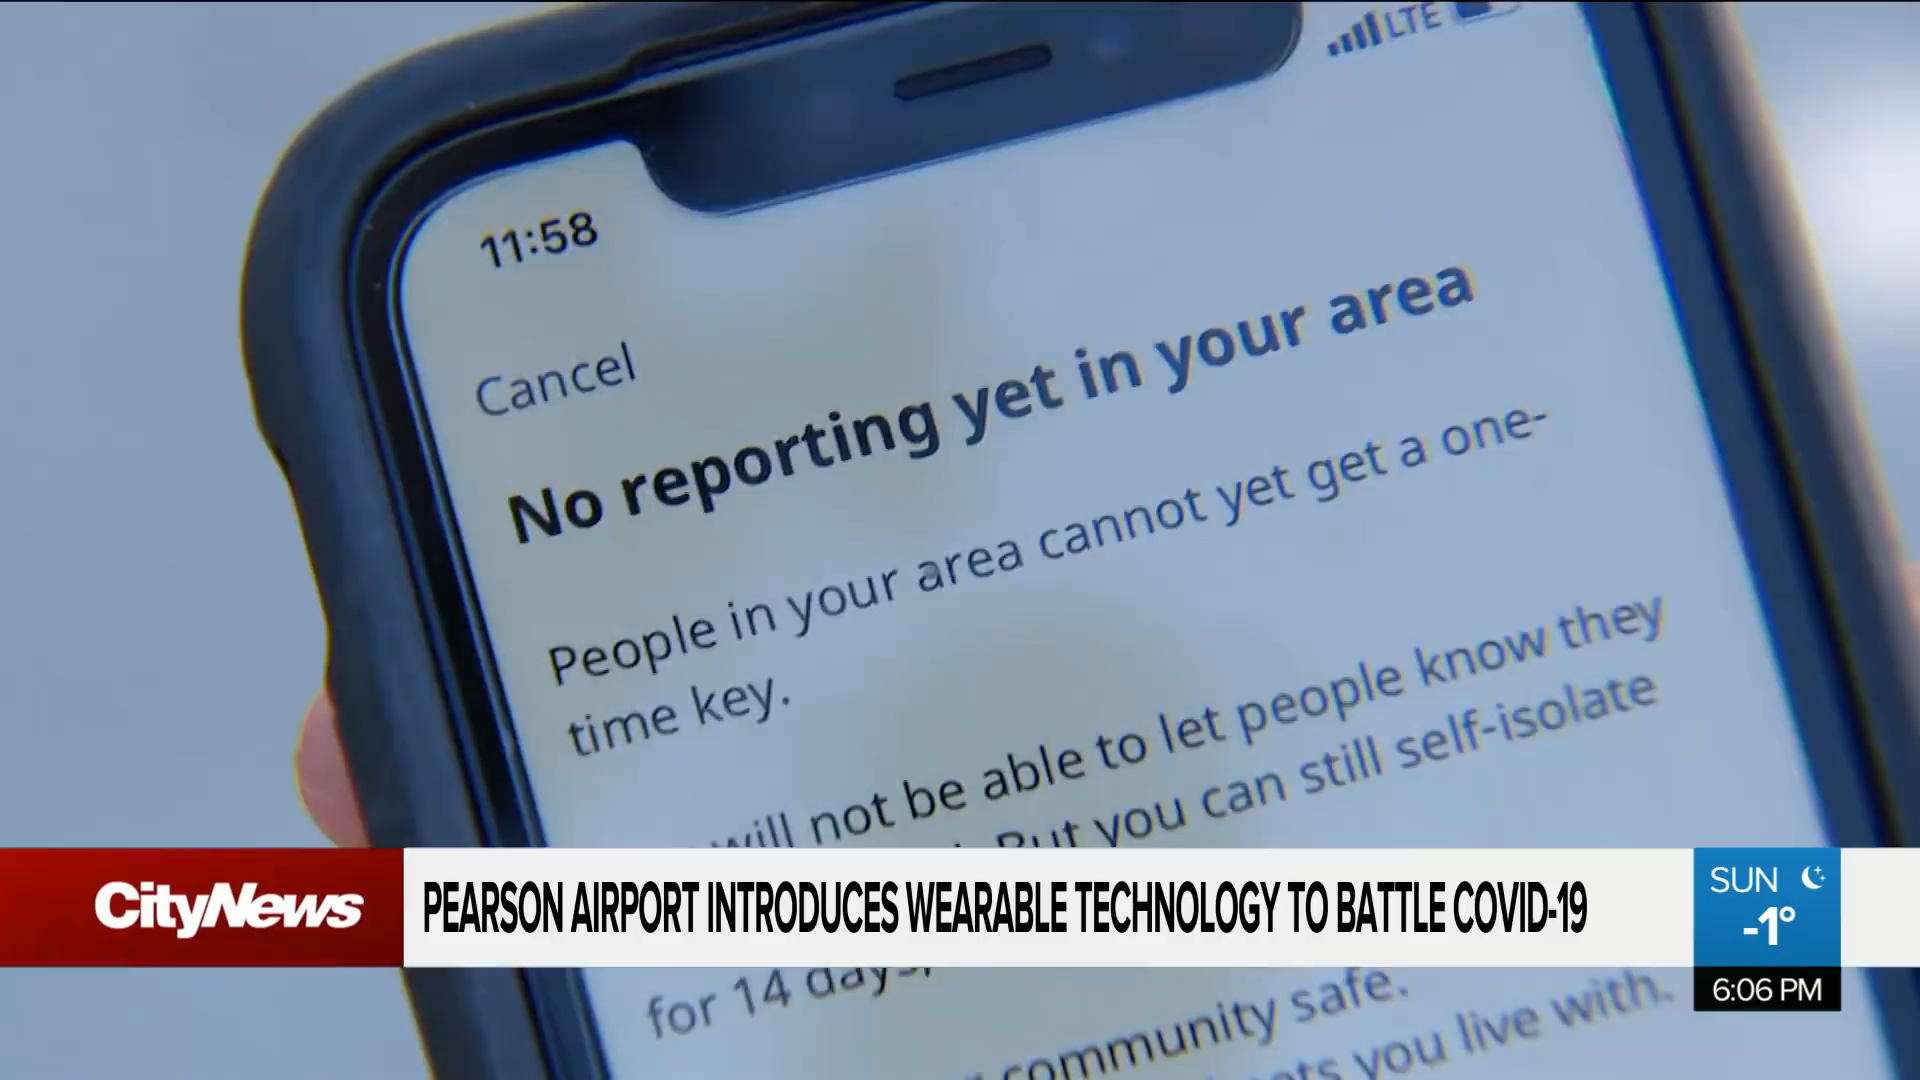 LTE
11:58
Cancel
No reporting yet in your area
People in your area cannot yet get a one-
time key.
will not be able to let people know they
But you can still self-isolate
for 14 days,
community safe.
you live with.
CityNews
PEARSON AIRPORT INTRODUCES WEARABLE TECHNOLOGY TO BATTLE COVID-19
SUN
-1°
6:06 PM